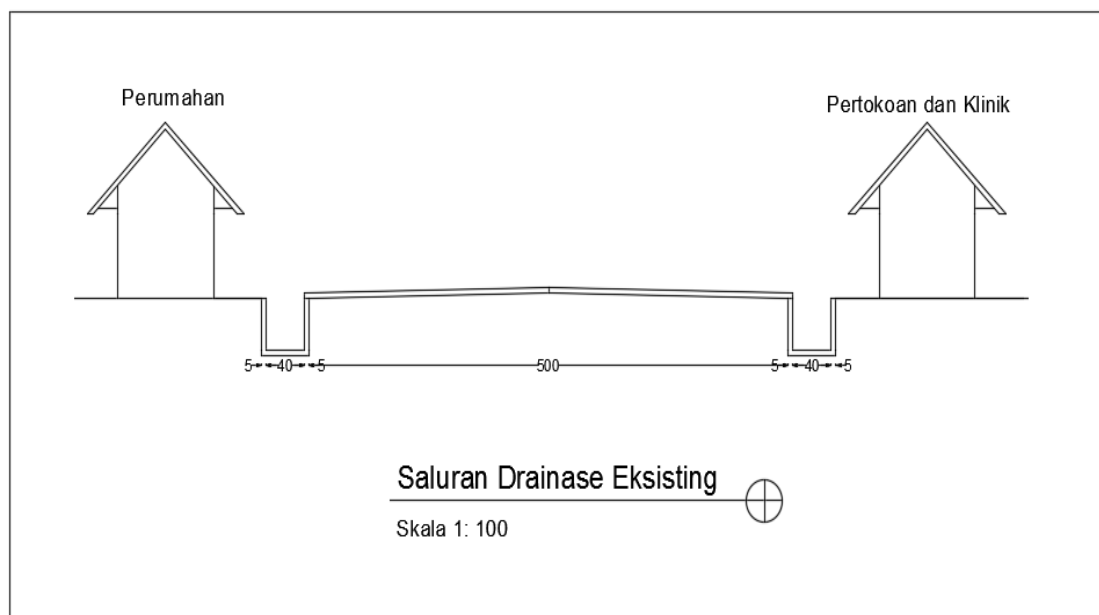 Perumahan
Pertokoan dan Klinik
5 40 5 500 5 40 5
Saluran Drainase Eksisting
Skala 1: 100